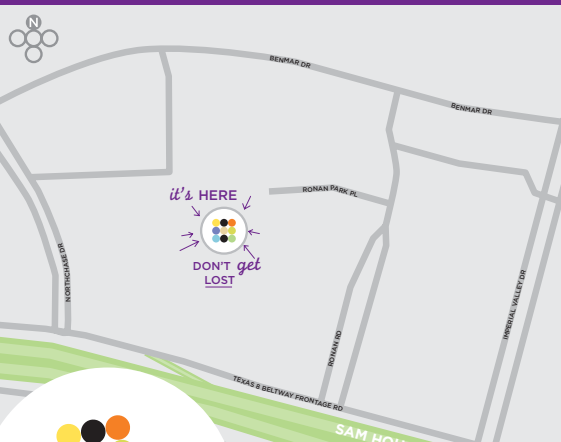 N
BENMAR DR
BENMAR DR
it's HERE
RONAN PARK PL
DON'T get
LOST
NORTHCHASE DR
IMPERIAL VALLEY DR
RONAN RD
TEXAS 8 BELTWAY FRONTAGE RD
SAM